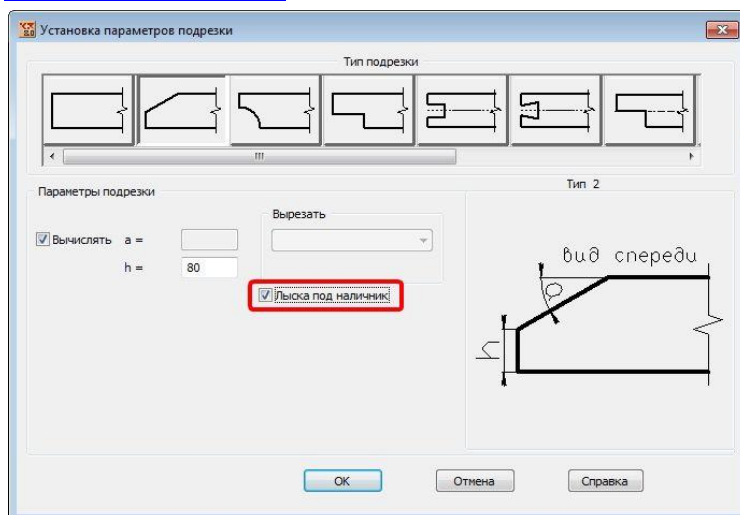 Установка параметров подрезки
Тип подрезки
Параметры подрезки
Вычислять a =
h = 80
Вырезать
Лыска под наличник
Тип 2
вид спереди
a
h
OK
Отмена
Справка